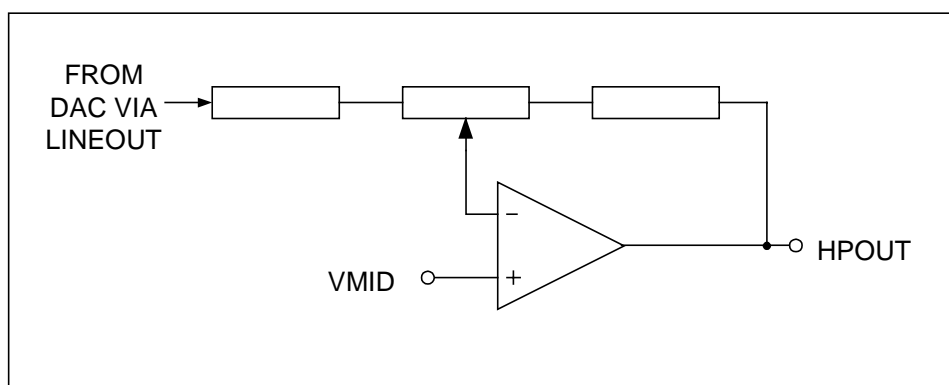 FROM
DAC VIA
LINEOUT
−
VMID
+
HPOUT